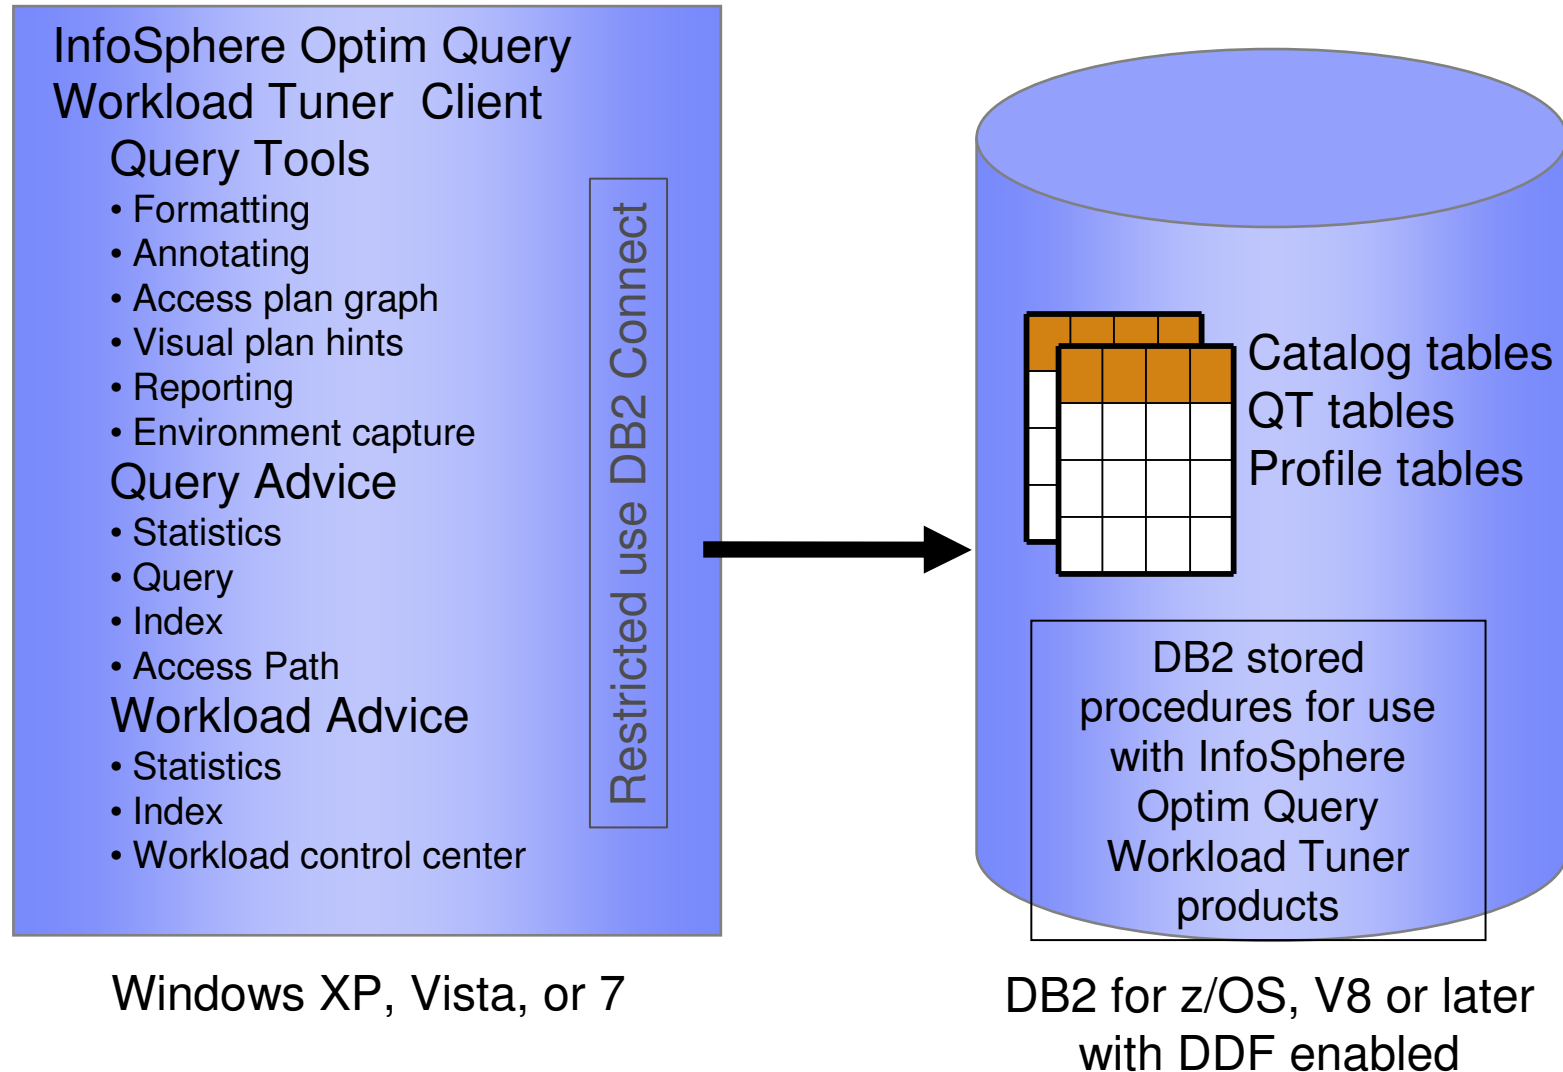 InfoSphere Optim Query
Workload Tuner Client
Query Tools
• Formatting
• Annotating
• Access plan graph
• Visual plan hints
• Reporting
• Environment capture
Query Advice
• Statistics
• Query
• Index
• Access Path
Workload Advice
• Statistics
• Index
• Workload control center
Restricted use DB2 Connect
Windows XP, Vista, or 7
Catalog tables
QT tables
Profile tables
DB2 stored
procedures for use
with InfoSphere
Optim Query
Workload Tuner
products
DB2 for z/OS, V8 or later
with DDF enabled